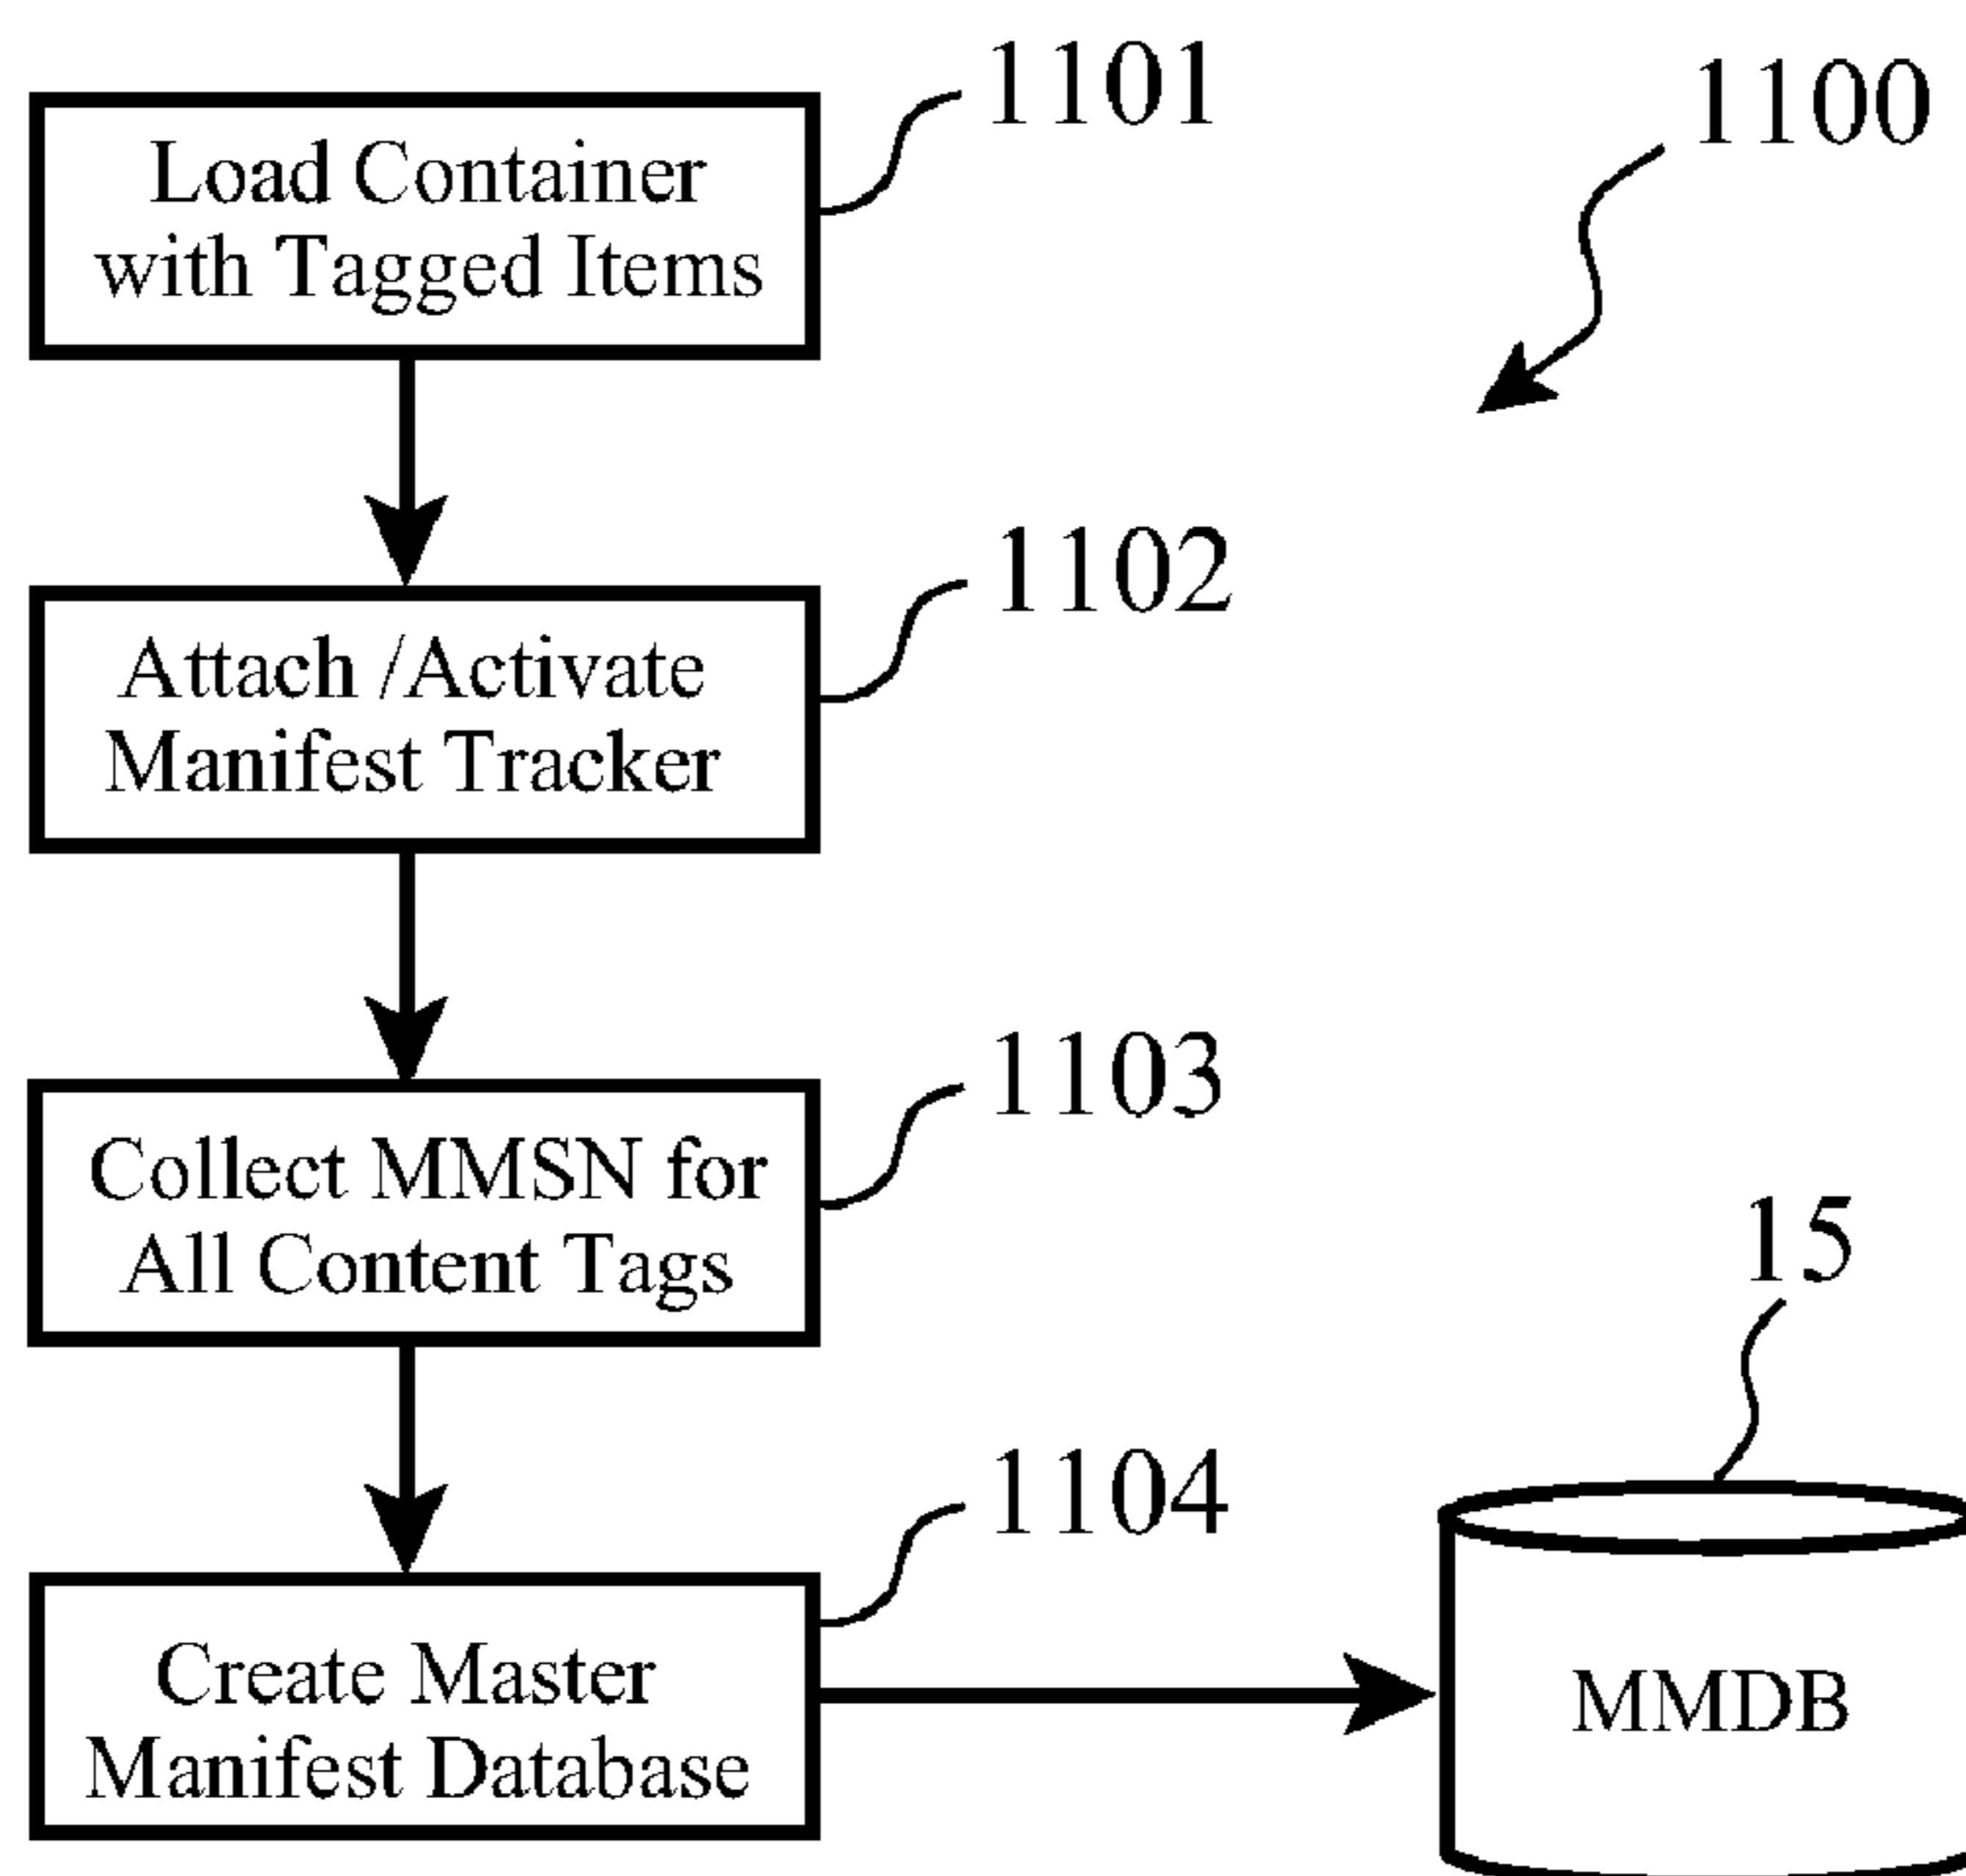 1101
1100
Load Container
with Tagged Items
1102
Attach /Activate
Manifest Tracker
1103
Collect MMSN for
All Content Tags
15
1104
Create Master
Manifest Database
MMDB